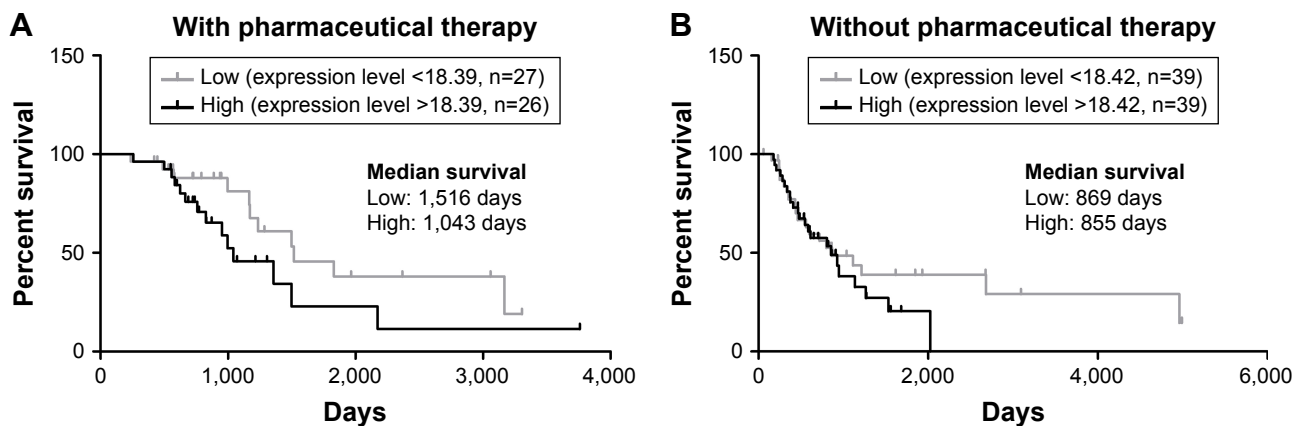 A
With pharmaceutical therapy
Low (expression level <18.39, n=27)
High (expression level >18.39, n=26)
Median survival
Low: 1,516 days
High: 1,043 days
Percent survival
150
100
50
0
0
1,000
2,000
3,000
4,000
Days
B
Without pharmaceutical therapy
Low (expression level <18.42, n=39)
High (expression level >18.42, n=39)
Median survival
Low: 869 days
High: 855 days
Percent survival
150
100
50
0
0
2,000
4,000
6,000
Days